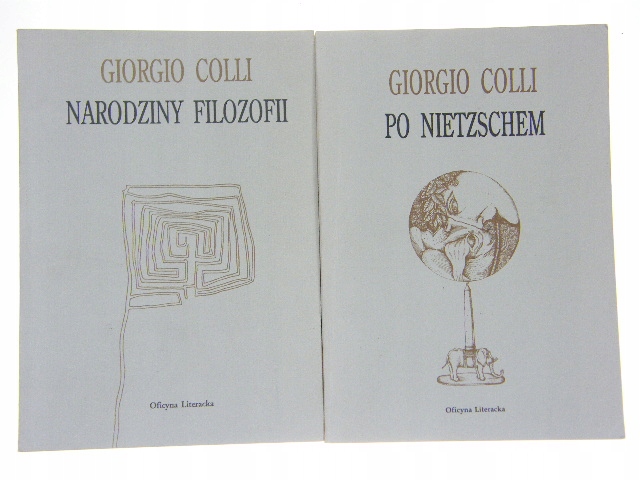 GIORGIO COLLI
NARODZINY FILOZOFII
Oficyna Literacka
GIORGIO COLLI
PO NIETZSCHEM
Oficyna Literacka